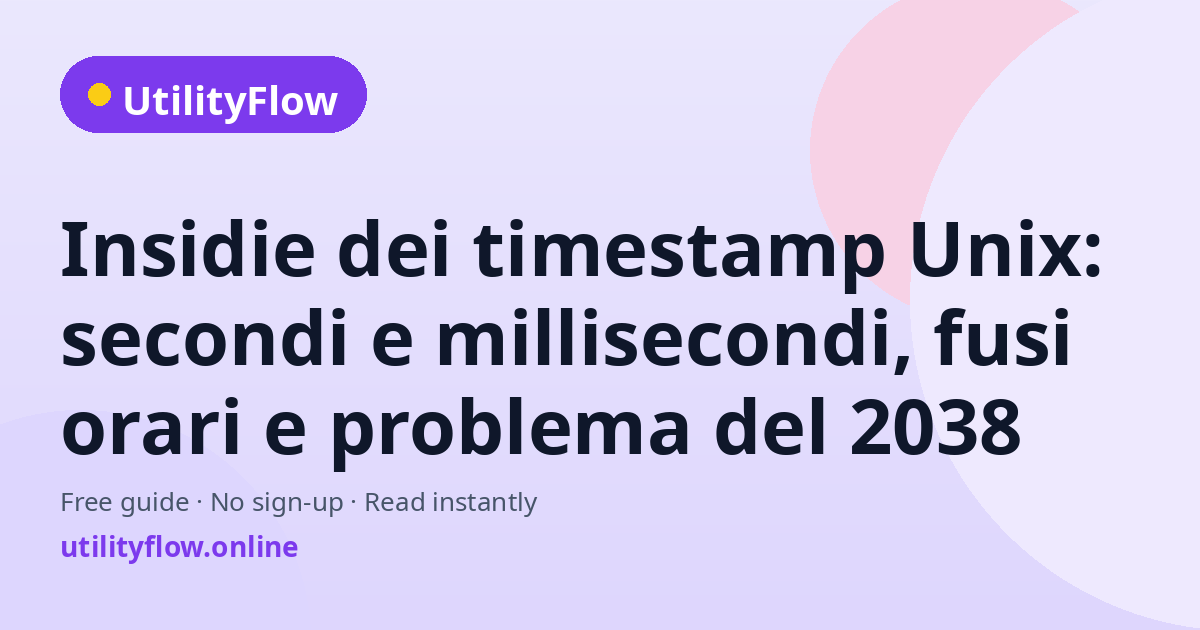 UtilityFlow
Insidie dei timestamp Unix:
secondi e millisecondi, fusi
orari e problema del 2038
Free guide · No sign-up · Read instantly
utilityflow.online